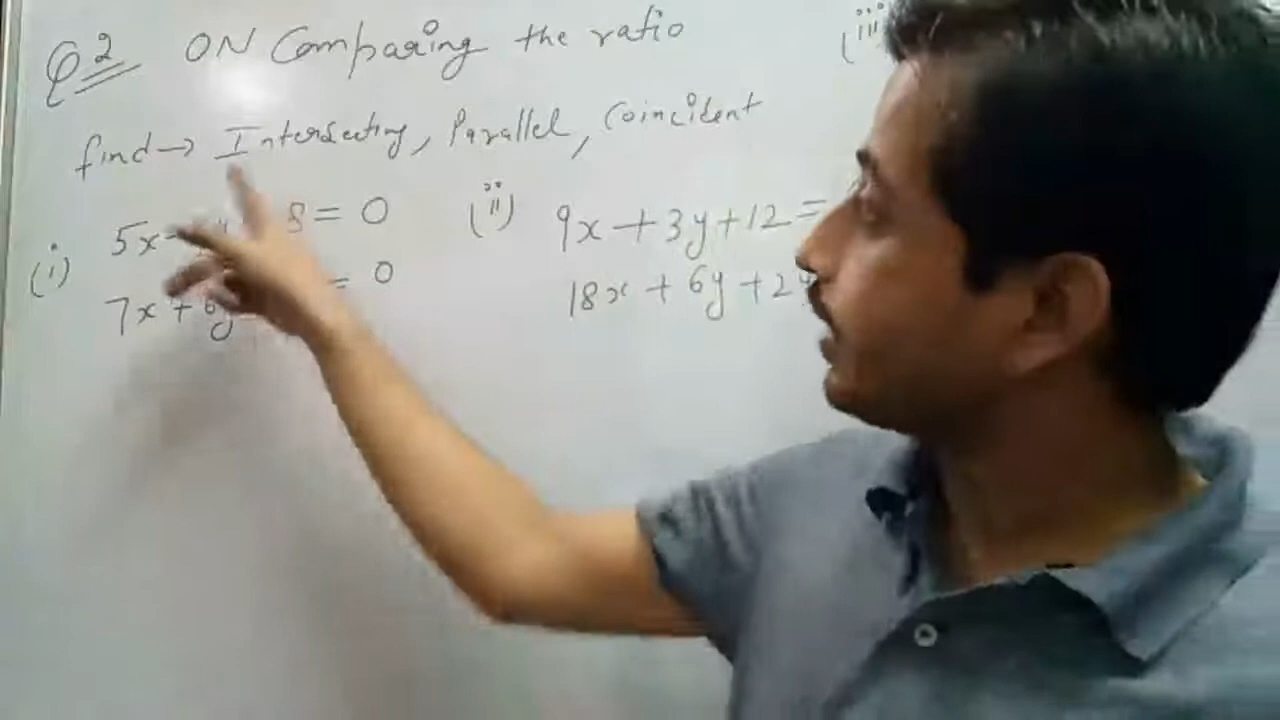 Q2 ON Comparing the ratio
find→ Intersecting, Parallel, Coincident
(i) 5x 8 = 0
7x + 6y = 0
(ii) 9x + 3y + 12 =
18x + 6y + 24
(iii)